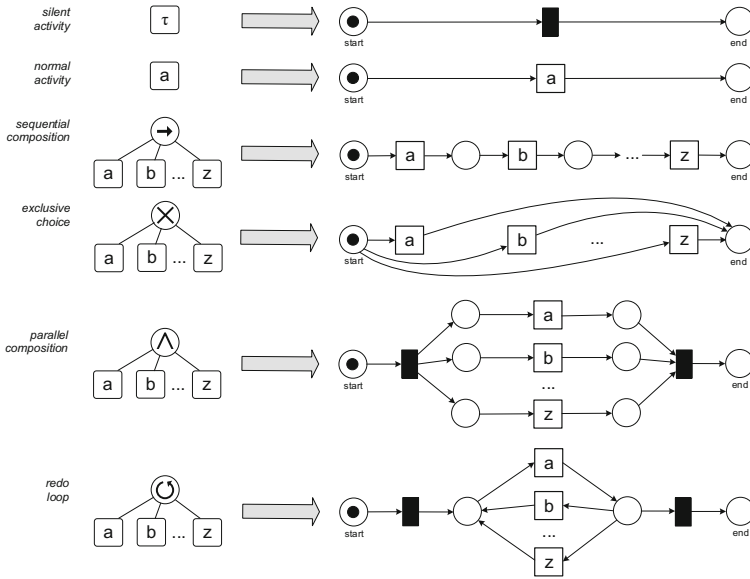 silent
activity
τ
start
end
normal
activity
a
start
a
end
sequential
composition
a b ... z
start
a b ... z
end
exclusive
choice
a b ... z
start
a b ... z
end
parallel
composition
a b ... z
start
a
b
...
z
end
redo
loop
a b ... z
start
a
b
...
z
end